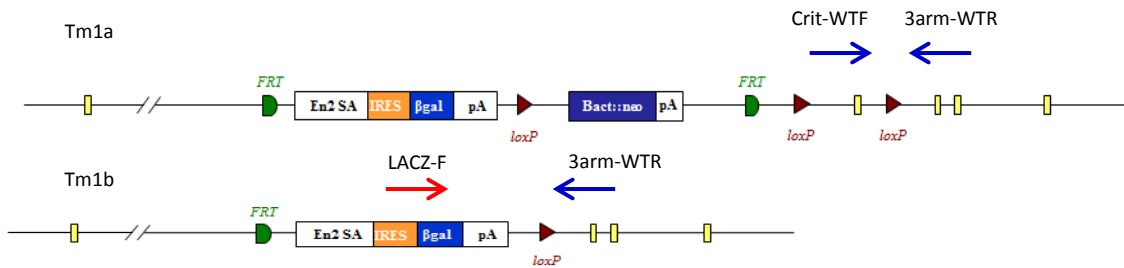 Crit-WTF 3arm-WTR
Tm1a
FRT FRT
En2 SA IRES βgal pA Bact::neo pA
loxP loxP loxP
LACZ-F 3arm-WTR
Tm1b
FRT
En2 SA IRES βgal pA
loxP